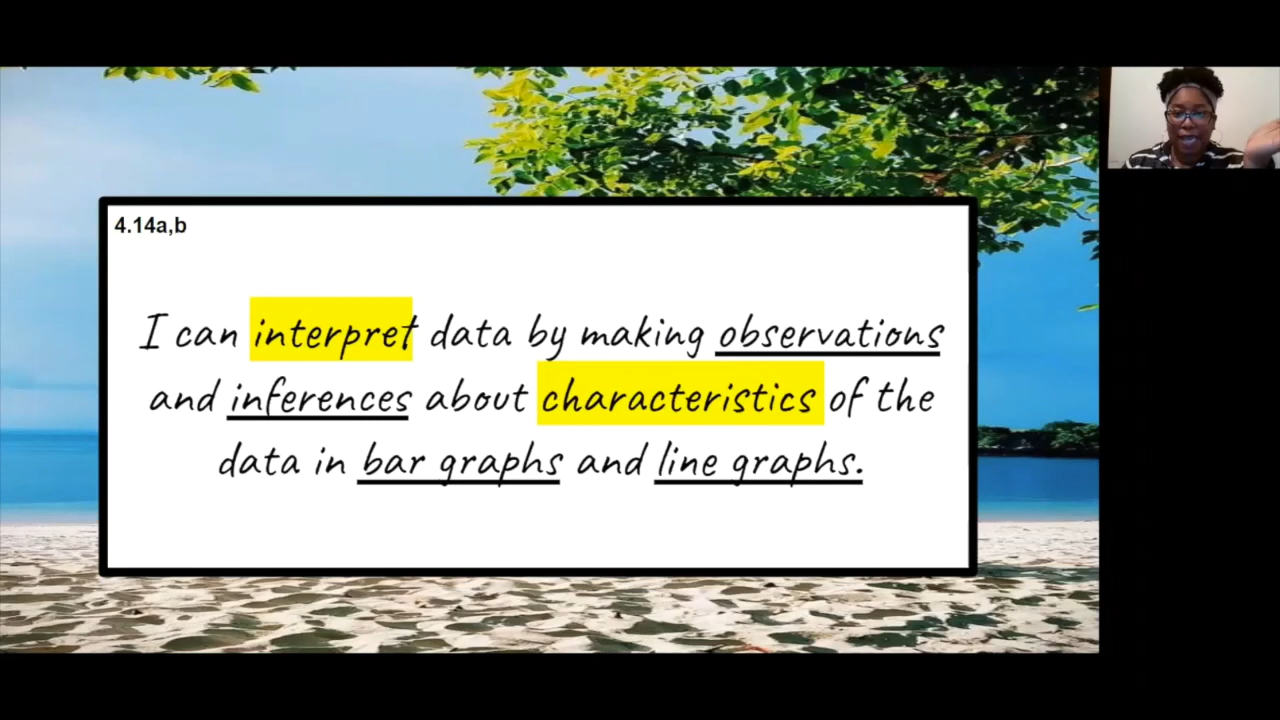 4.14a,b
I can interpret data by making observations
and inferences about characteristics of the
data in bar graphs and line graphs.